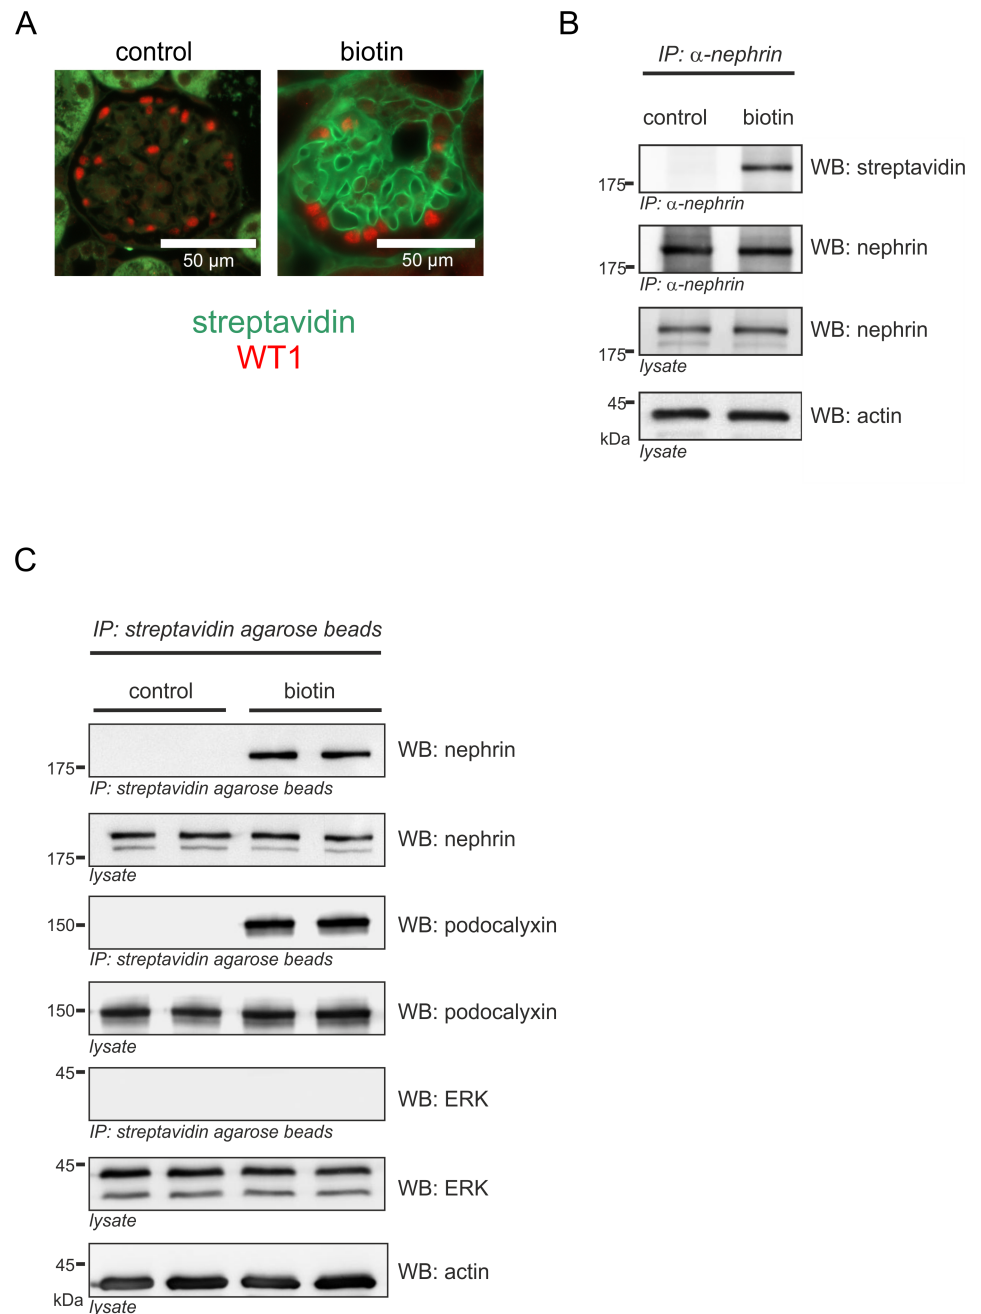 A
control
biotin
50 µm
50 µm
streptavidin
WT1
B
IP: α-nephrin
control
biotin
175
WB: streptavidin
IP: α-nephrin
175
WB: nephrin
IP: α-nephrin
175
WB: nephrin
lysate
45
WB: actin
kDa
lysate
C
IP: streptavidin agarose beads
control
biotin
175
WB: nephrin
IP: streptavidin agarose beads
175
WB: nephrin
lysate
150
WB: podocalyxin
IP: streptavidin agarose beads
150
WB: podocalyxin
lysate
45
WB: ERK
IP: streptavidin agarose beads
45
WB: ERK
lysate
45
WB: actin
kDa
lysate